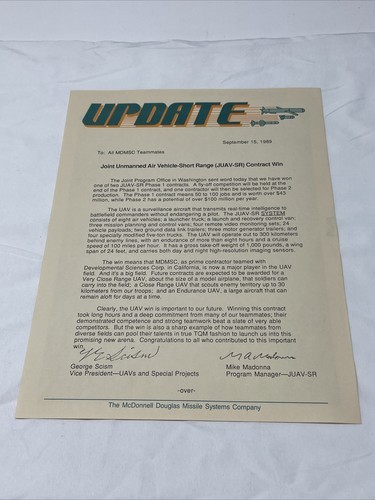 UPDATE
September 15, 1989
To: All MDMSC Teammates
Joint Unmanned Air Vehicle-Short Range (JUAV-SR) Contract Win
The Joint Program Office in Washington sent word today that we have won
one of two JUAV-SR Phase 1 contracts. A fly-off competition will be held at the
end of the Phase 1 contract, and one contractor will then be selected for Phase 2
production. The Phase 1 contract means 50 to 100 jobs and is worth over $43
million, while Phase 2 has a potential of over $100 million per year.
The UAV is a surveillance aircraft that transmits real-time intelligence to
battlefield commanders without endangering a pilot. The JUAV-SR SYSTEM
consists of eight air vehicles; a launcher truck; a launch and recovery control van;
three mission planning and control vans; four remote video monitoring sets; 24
vehicle paybeds; two ground data link trailers; three motor generator trailers; and
four specially modified five-ton trucks. The UAV will operate out to 300 kilometers
behind enemy lines, with an endurance of more than eight hours and a cruise
speed of 100 miles per hour. It has a gross take-off weight of 1,000 pounds, a wing
span of 24 feet, and carries both day and night high-resolution imaging sensors.
The win means that MDMSC, as prime contractor teamed with
Developmental Sciences Corp. in California, is now a major player in the UAV
field. And it's a big field. Future contracts are expected to be awarded for a
Very Close Range UAV, about the size of a model airplane, that soldiers can
carry into the field; a Close Range UAV that scouts enemy territory up to 30
kilometers from our troops; and an Endurance UAV, a large aircraft that can
remain aloft for days at a time.
Clearly, the UAV win is important to our future. Winning this contract
took long hours and a deep commitment from many of our teammates; their
demonstrated competence and strong teamwork beat a slate of very able
competitors. But the win is also a sharp example of how teammates from
diverse fields can pool their talents in true TQM fashion to launch us into this
promising new arena. Congratulations to all who contributed to this important
win.
George Scism Mike Madonna
Vice President—UAVs and Special Projects Program Manager—JUAV-SR
-over-
The McDonnell Douglas Missile Systems Company